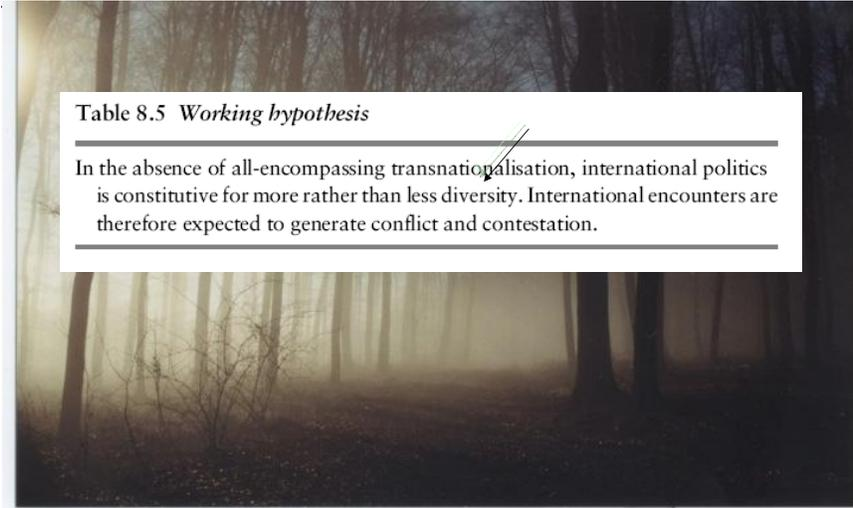 Table 8.5 Working hypothesis
In the absence of all-encompassing transnationalisation, international politics
is constitutive for more rather than less diversity. International encounters are
therefore expected to generate conflict and contestation.